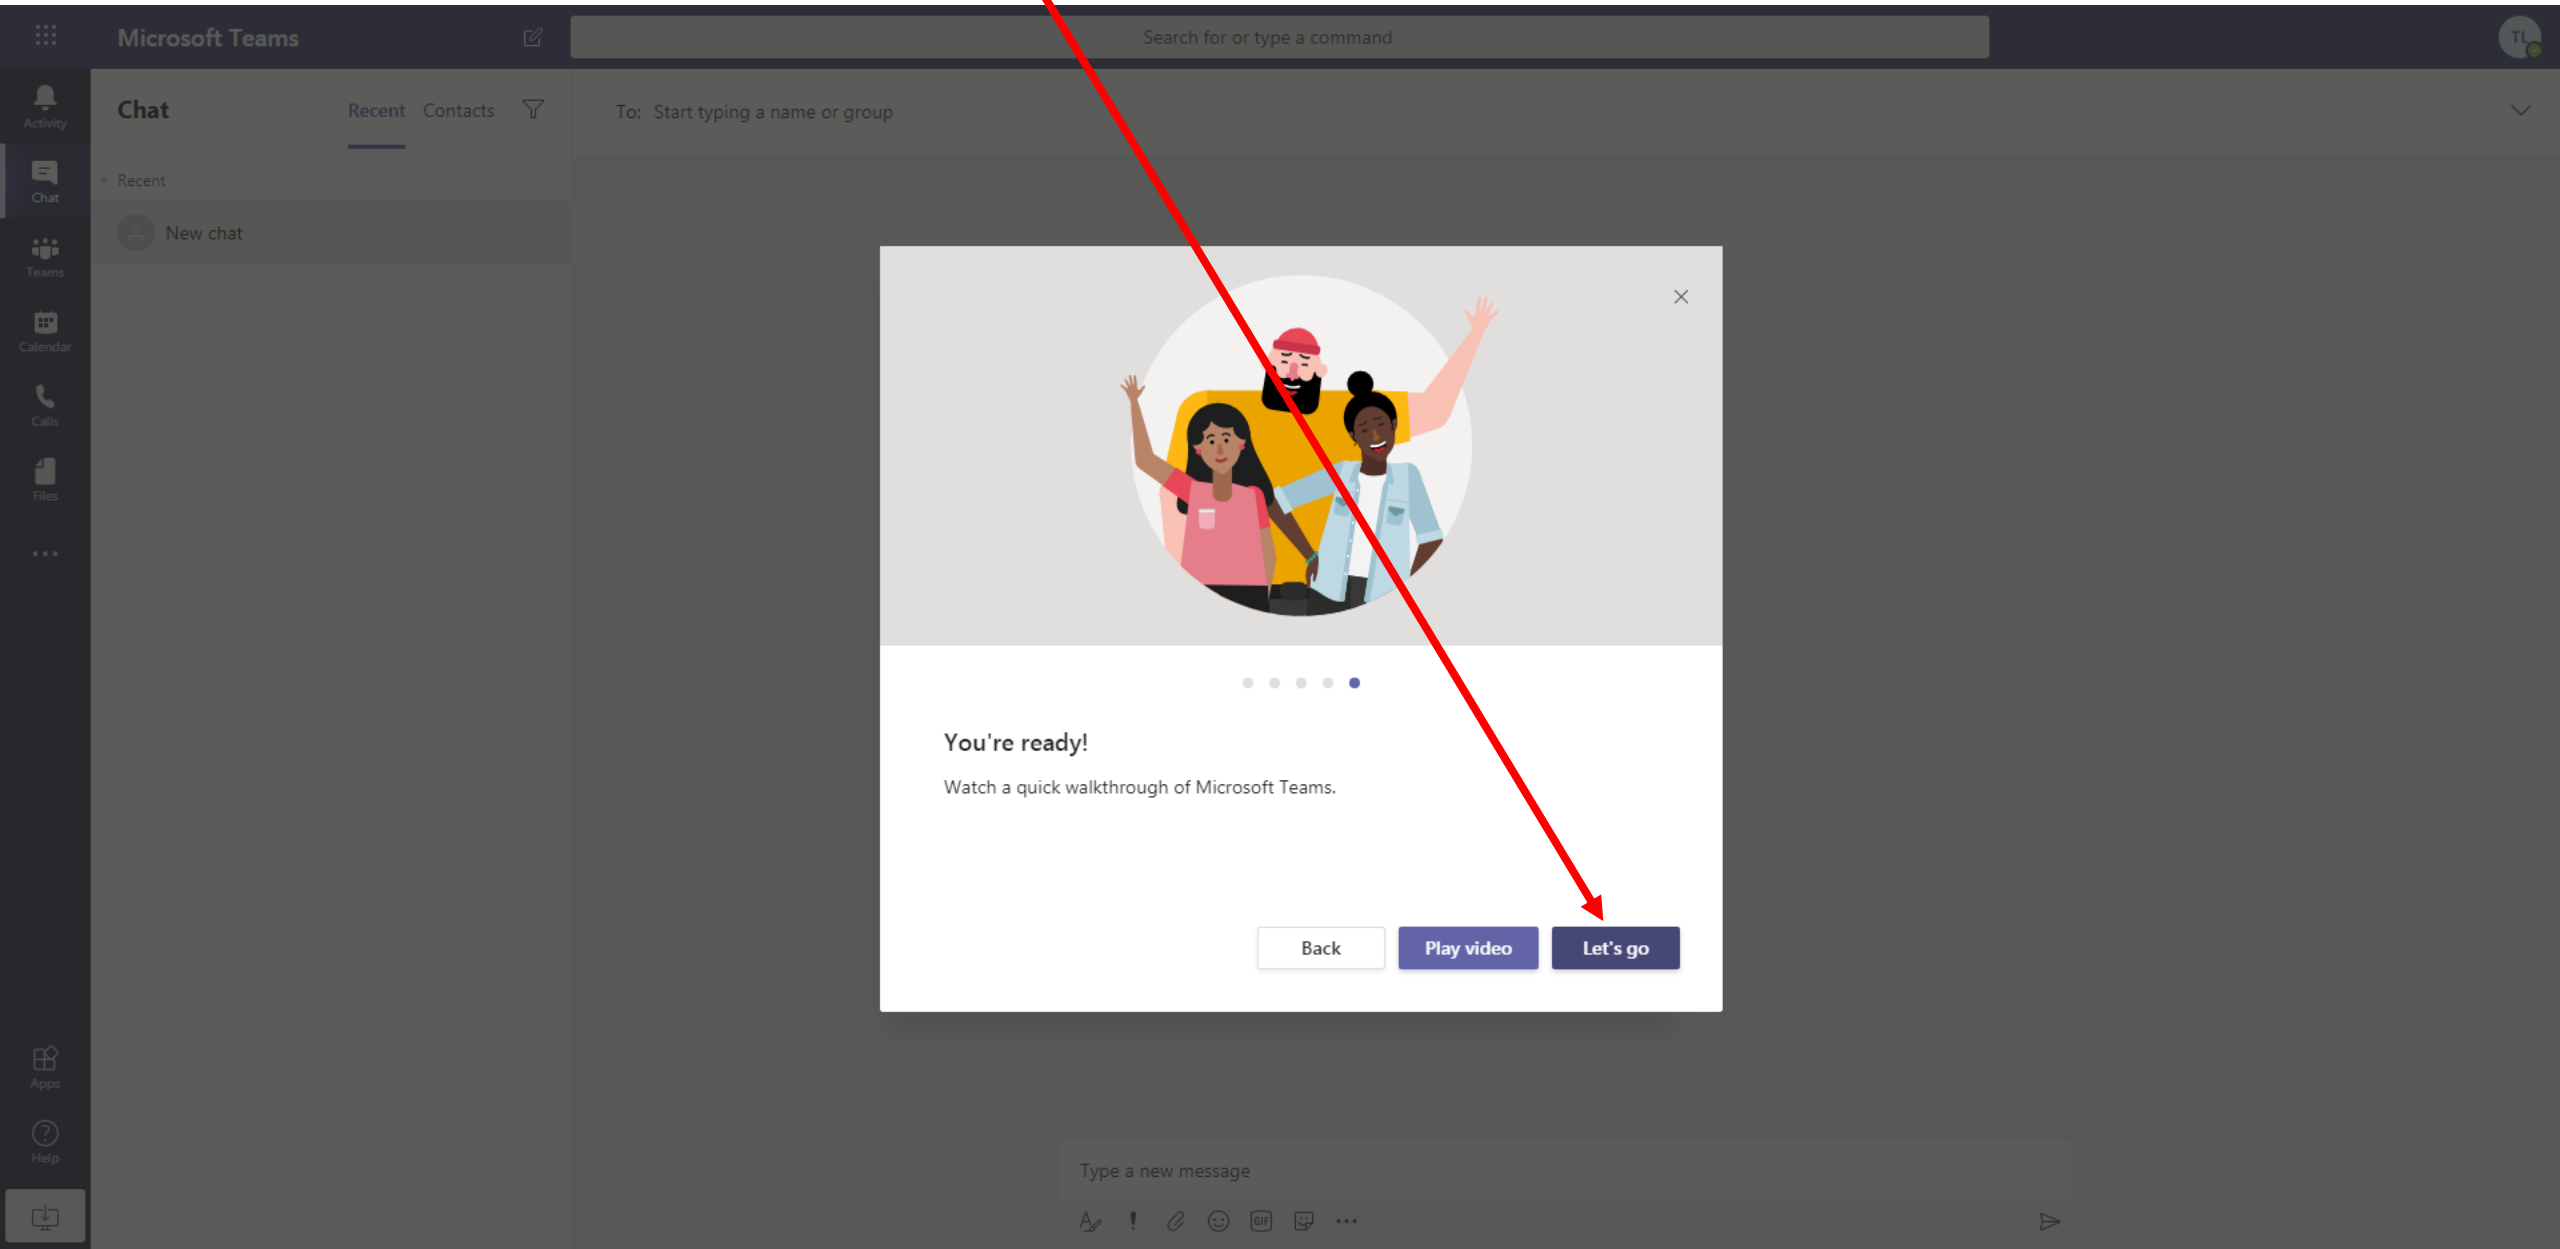 Microsoft Teams
Search for or type a command
TL
Activity
Chat
Teams
Calendar
Calls
Files
Apps
Help
Chat
Recent
Contacts
Recent
New chat
To: Start typing a name or group
You're ready!
Watch a quick walkthrough of Microsoft Teams.
Back
Play video
Let's go
Type a new message
GIF